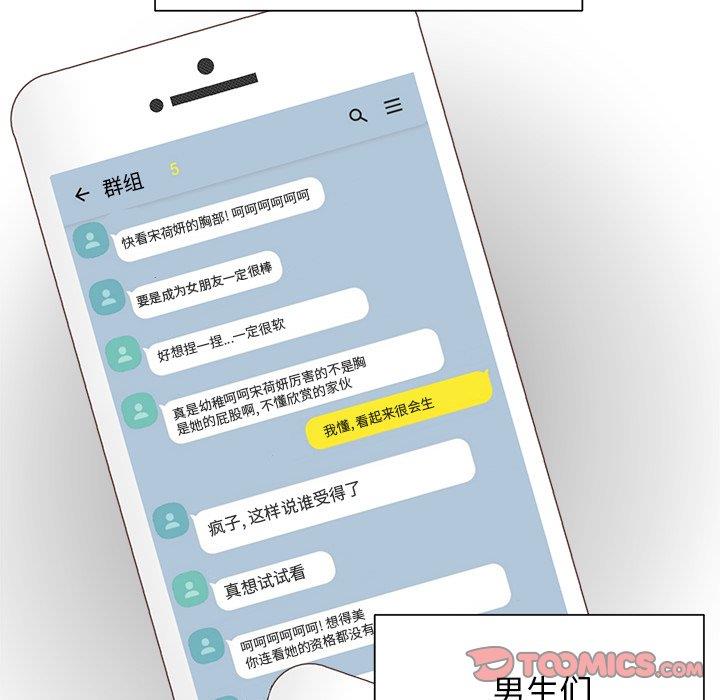 群组 5
快看宋荷妍的胸部! 呵呵呵呵呵呵
要是成为女朋友一定很棒
好想捏一捏...一定很软
真是幼稚呵呵宋荷妍厉害的不是胸
是她的屁股啊, 不懂欣赏的家伙
我懂, 看起来很会生
疯子, 这样说谁受得了
真想试试看
呵呵呵呵呵呵! 想得美
你连看她的资格都没有
TOOMICS.COM
男生们